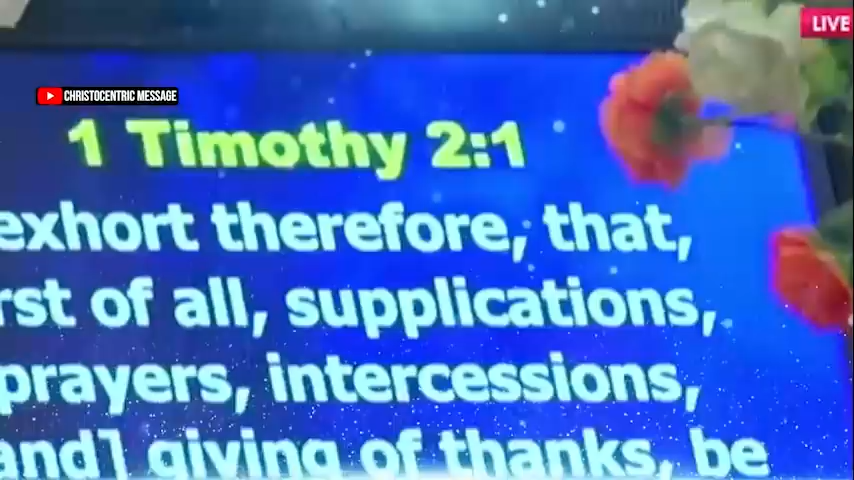 LIVE
CHRISTOCENTRIC MESSAGE
1 Timothy 2:1
exhort therefore, that,
rst of all, supplications,
prayers, intercessions,
and] giving of thanks, be